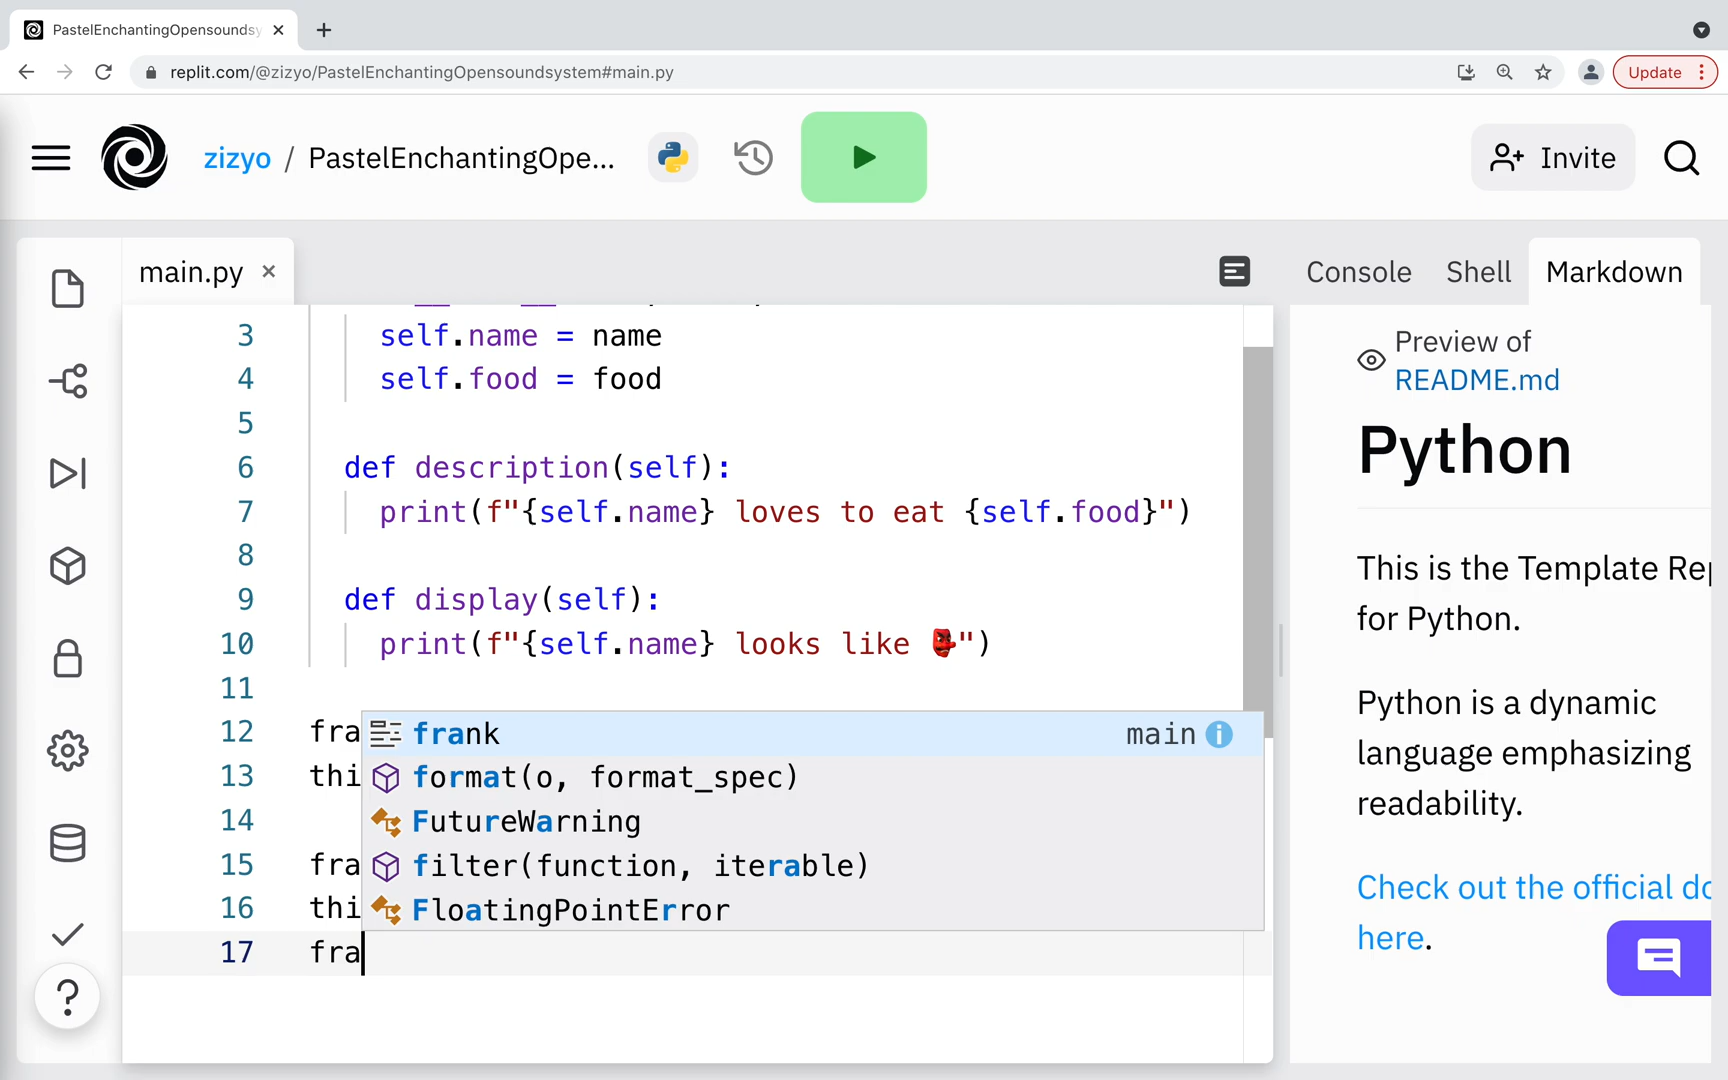 PastelEnchantingOpensoundsy
replit.com/@zizyo/PastelEnchantingOpensoundsystem#main.py
Update
zizyo / PastelEnchantingOpe...
Invite
main.py
Console Shell Markdown
3 self.name = name
4 self.food = food
5
6 def description(self):
7 print(f"{self.name} loves to eat {self.food}")
8
9 def display(self):
10 print(f"{self.name} looks like 👺")
11
12 fra
13 thi
14
15 fra
16 thi
17 fra
frank main
format(o, format_spec)
FutureWarning
filter(function, iterable)
FloatingPointError
Preview of
README.md
Python
This is the Template Rep
for Python.
Python is a dynamic
language emphasizing
readability.
Check out the official do
here.
?